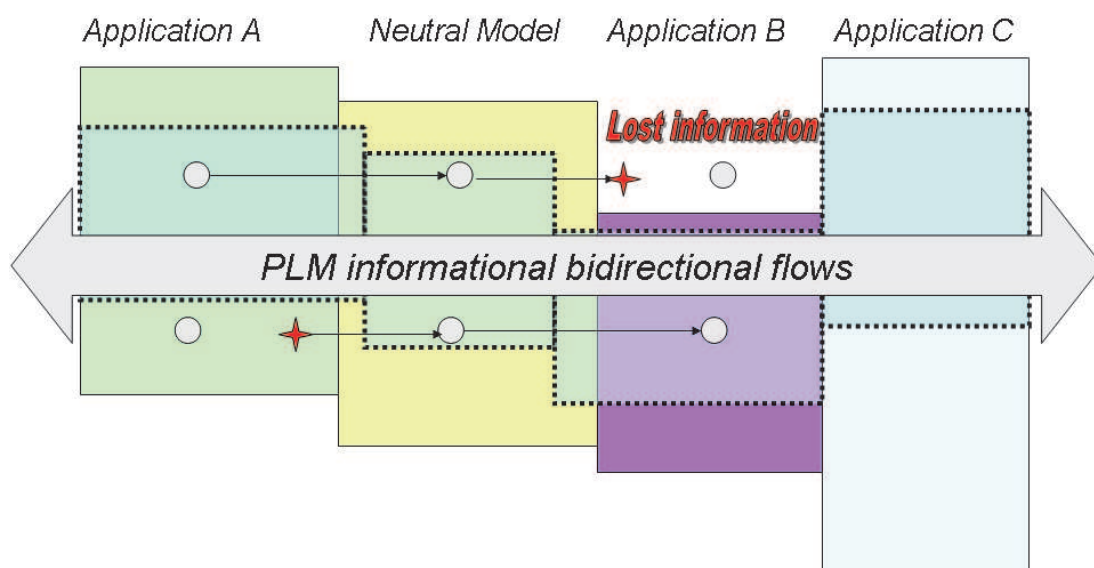 Application A
Neutral Model
Application B
Application C
Lost information
PLM informational bidirectional flows